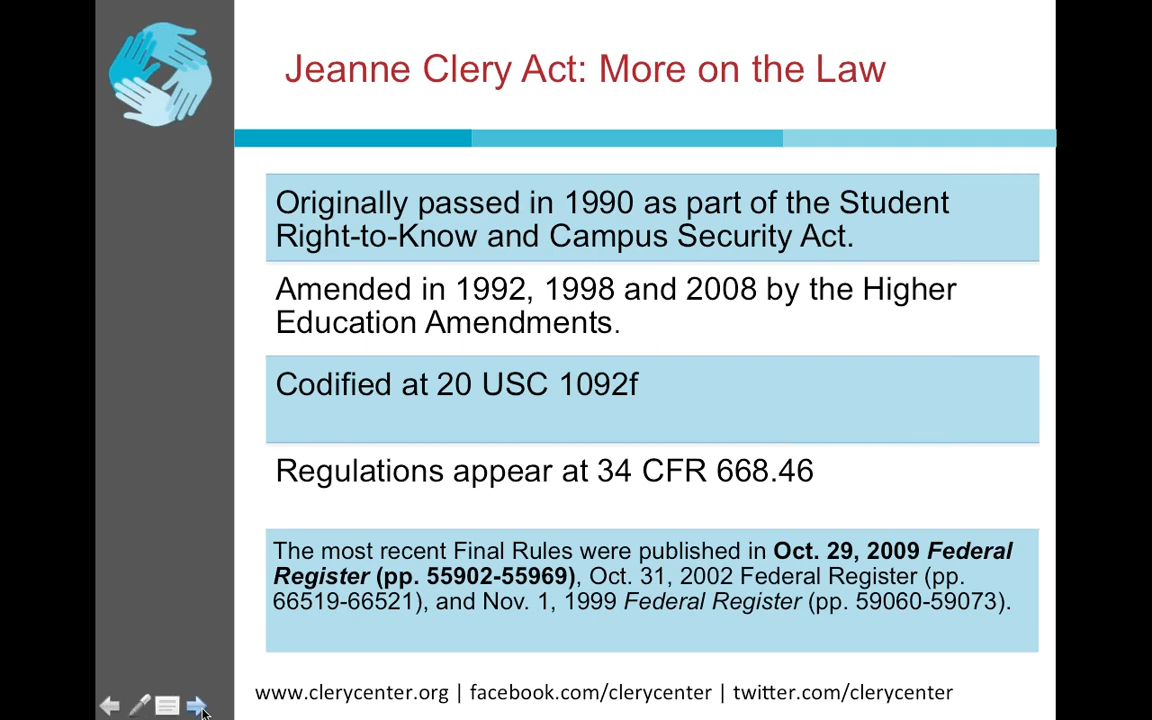 Jeanne Clery Act: More on the Law
Originally passed in 1990 as part of the Student
Right-to-Know and Campus Security Act.
Amended in 1992, 1998 and 2008 by the Higher
Education Amendments.
Codified at 20 USC 1092f
Regulations appear at 34 CFR 668.46
The most recent Final Rules were published in Oct. 29, 2009 Federal
Register (pp. 55902-55969), Oct. 31, 2002 Federal Register (pp.
66519-66521), and Nov. 1, 1999 Federal Register (pp. 59060-59073).
www.clerycenter.org | facebook.com/clerycenter | twitter.com/clerycenter